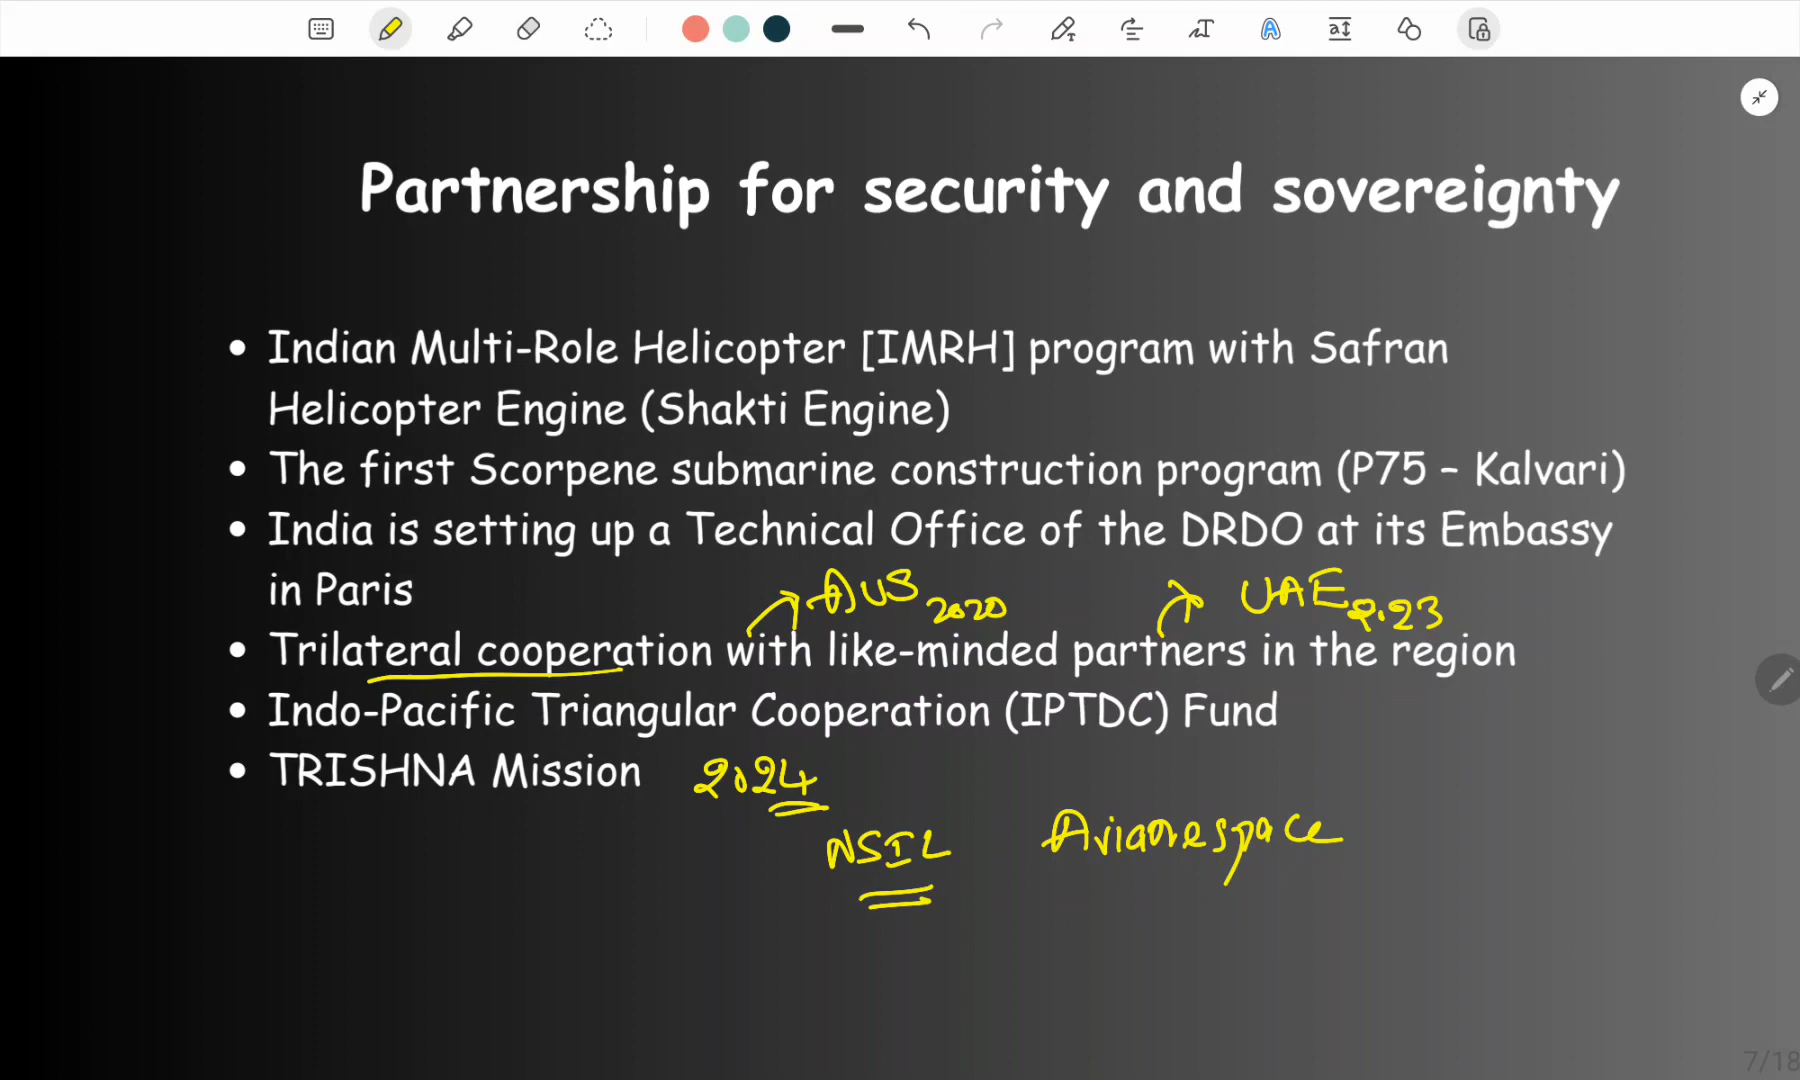 Partnership for security and sovereignty
• Indian Multi-Role Helicopter [IMRH] program with Safran
Helicopter Engine (Shakti Engine)
• The first Scorpene submarine construction program (P75 – Kalvari)
• India is setting up a Technical Office of the DRDO at its Embassy
in Paris
AUS 2020 UAE 2.23
• Trilateral cooperation with like-minded partners in the region
• Indo-Pacific Triangular Cooperation (IPTDC) Fund
• TRISHNA Mission 2024
NSIL Arianespace
7/18